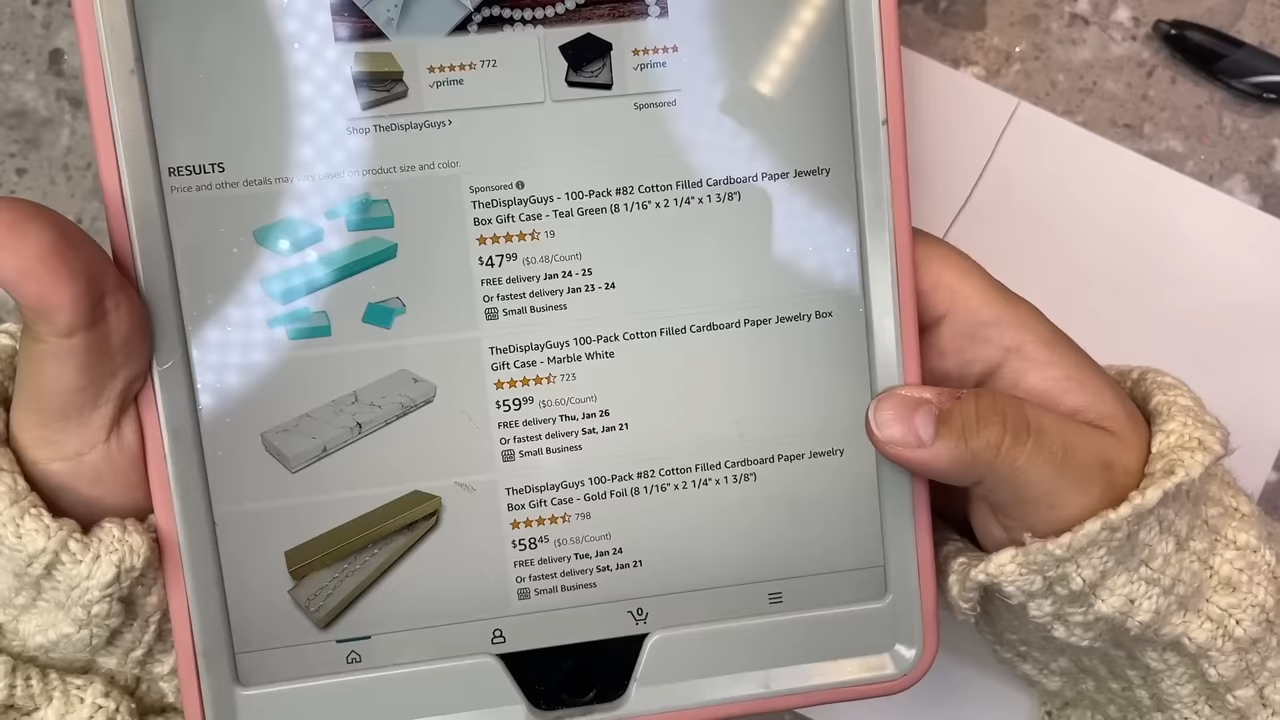 772
prime
prime
Sponsored
Shop TheDisplayGuys
RESULTS
Price and other details may vary based on product size and color.
Sponsored
TheDisplayGuys - 100-Pack #82 Cotton Filled Cardboard Paper Jewelry
Box Gift Case - Teal Green (8 1/16" x 2 1/4" x 1 3/8")
19
$47⁹⁹ ($0.48/Count)
FREE delivery Jan 24 - 25
Or fastest delivery Jan 23 - 24
Small Business
TheDisplayGuys 100-Pack Cotton Filled Cardboard Paper Jewelry Box
Gift Case - Marble White
723
$59⁹⁹ ($0.60/Count)
FREE delivery Thu, Jan 26
Or fastest delivery Sat, Jan 21
Small Business
TheDisplayGuys 100-Pack #82 Cotton Filled Cardboard Paper Jewelry
Box Gift Case - Gold Foil (8 1/16" x 2 1/4" x 1 3/8")
798
$58⁴⁵ ($0.58/Count)
FREE delivery Tue, Jan 24
Or fastest delivery Sat, Jan 21
Small Business
0